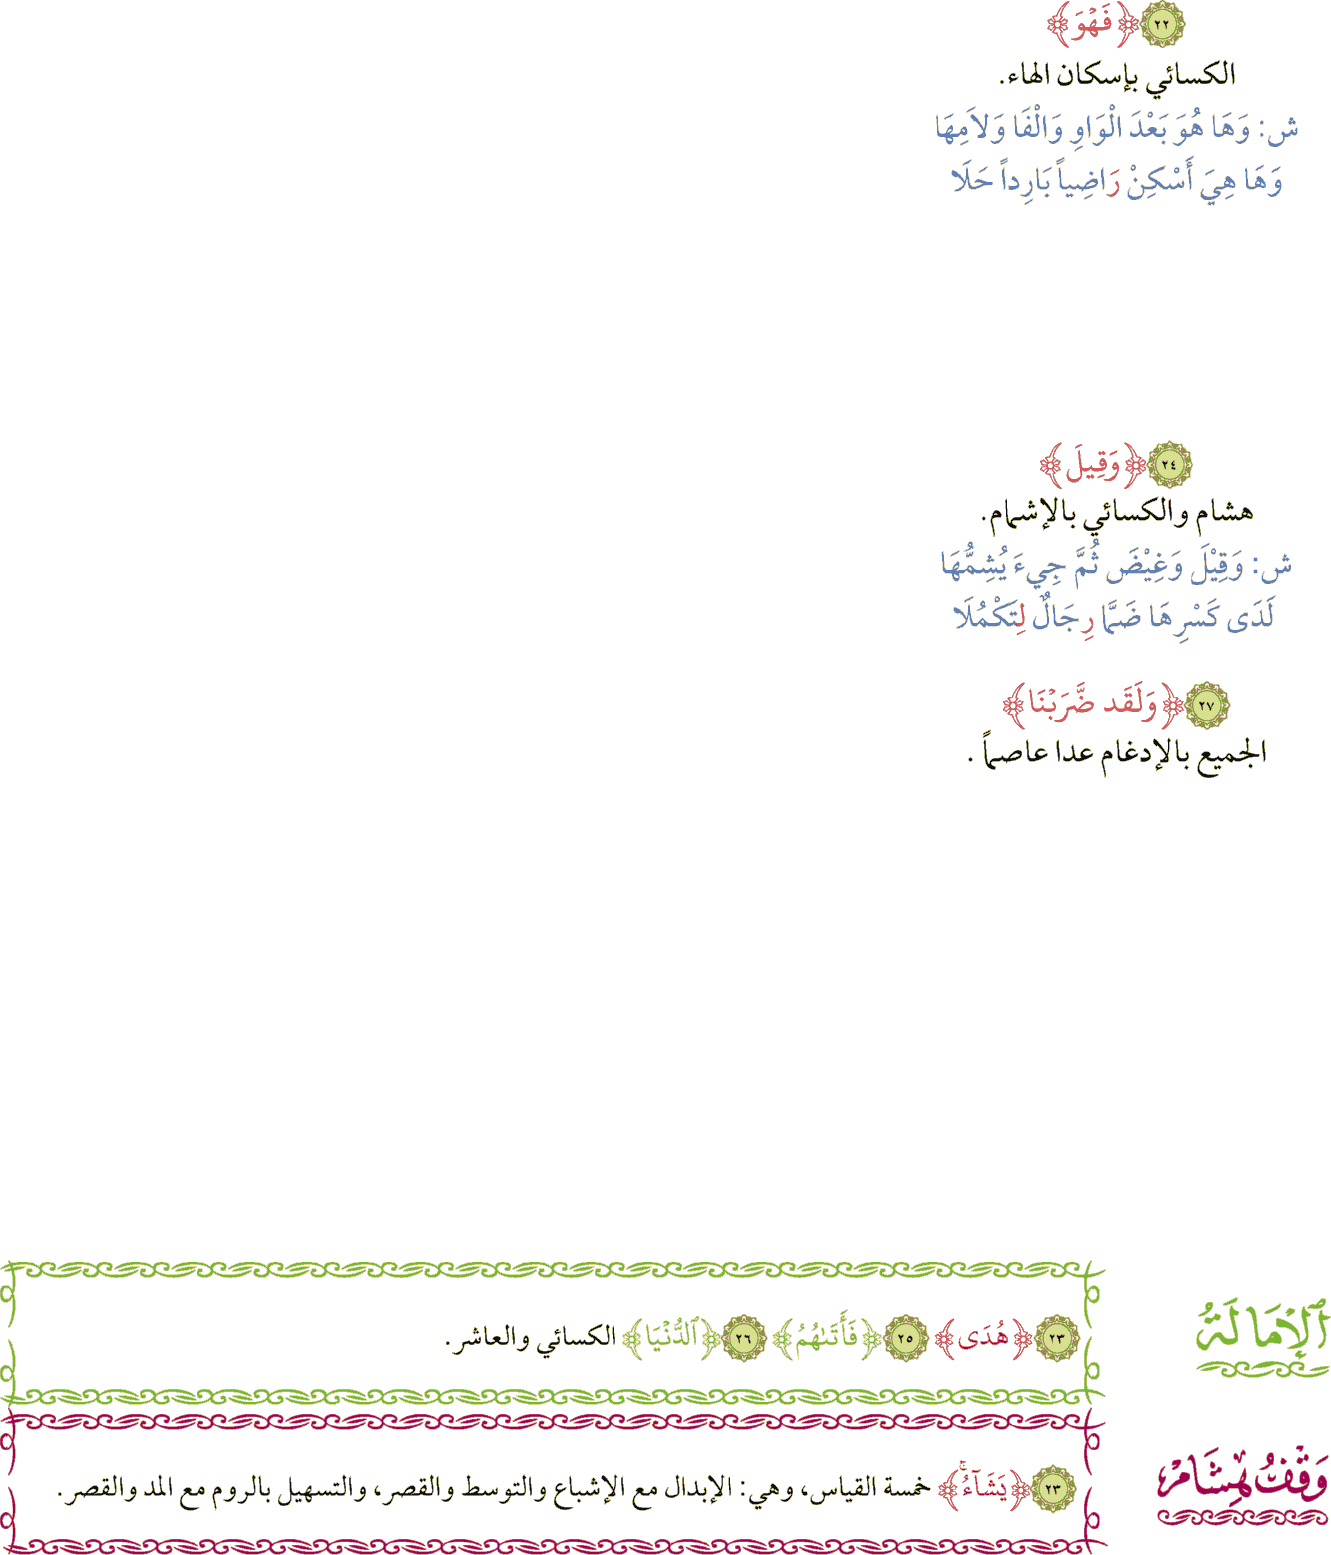 ٢٢ ﴿فَهْوَ﴾
الكسائي بإسكان الهاء.
ش: وَهَا هُوَ بَعْدَ الْوَاوِ وَالْفَا وَلاَمِهَا
وَهَا هِيَ أَسْكِنْ رَاضِياً بَارِداً حَلَا
٢٤ ﴿وَقِيلَ﴾
هشام والكسائي بالإشمام.
ش: وَقِيْلَ وَغِيْضَ ثُمَّ جِيءَ يُشِمُّهَا
لَدَى كَسْرِهَا ضَمًّا رِجَالٌ لِتَكْمُلَا
٢٧ ﴿وَلَقَد ضَّرَبْنَا﴾
الجميع بالإدغام عدا عاصماً .
ٱلْإِمَالَةُ
٢٣ ﴿هُدَى﴾ ٢٥ ﴿فَأَتَىٰهُمُ﴾ ٢٦ ﴿ٱلدُّنْيَا﴾ الكسائي والعاشر.
وَقْفُ هِشَامْ
٢٣ ﴿يَشَآءُۚ﴾ خمسة القياس، وهي: الإبدال مع الإشباع والتوسط والقصر، والتسهيل بالروم مع المد والقصر.